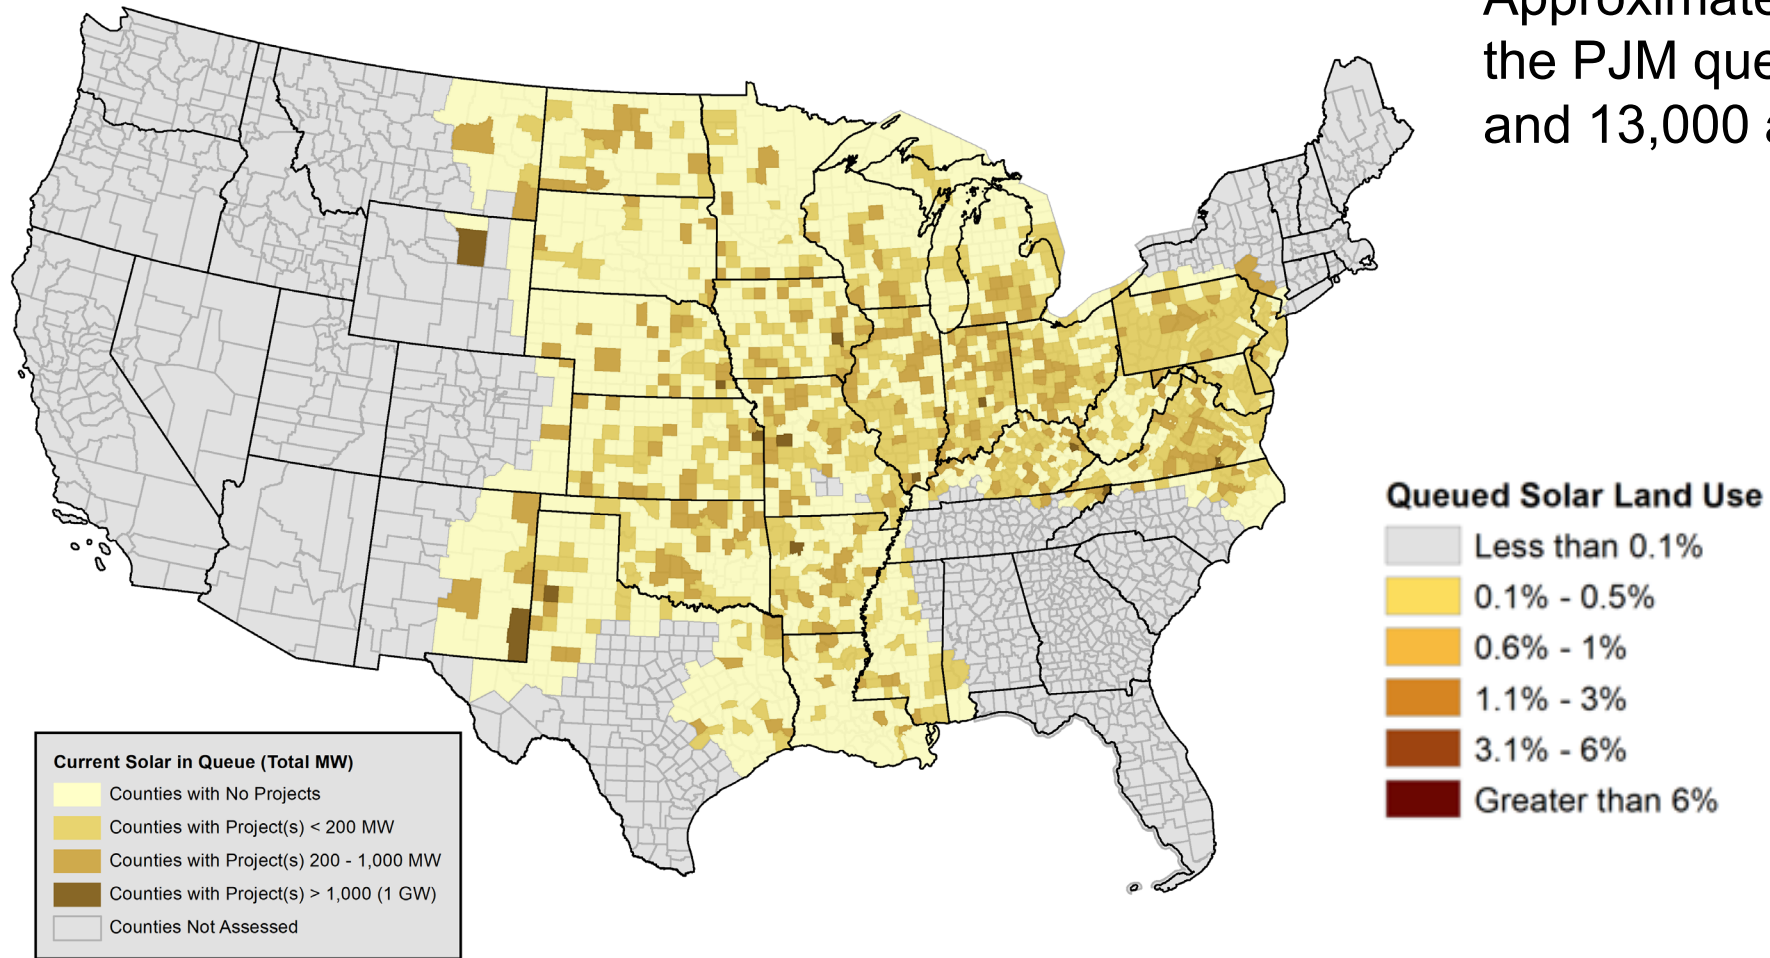 Approximate
the PJM que
and 13,000 a
Queued Solar Land Use
Less than 0.1%
0.1% - 0.5%
0.6% - 1%
1.1% - 3%
3.1% - 6%
Greater than 6%
Current Solar in Queue (Total MW)
Counties with No Projects
Counties with Project(s) < 200 MW
Counties with Project(s) 200 - 1,000 MW
Counties with Project(s) > 1,000 (1 GW)
Counties Not Assessed